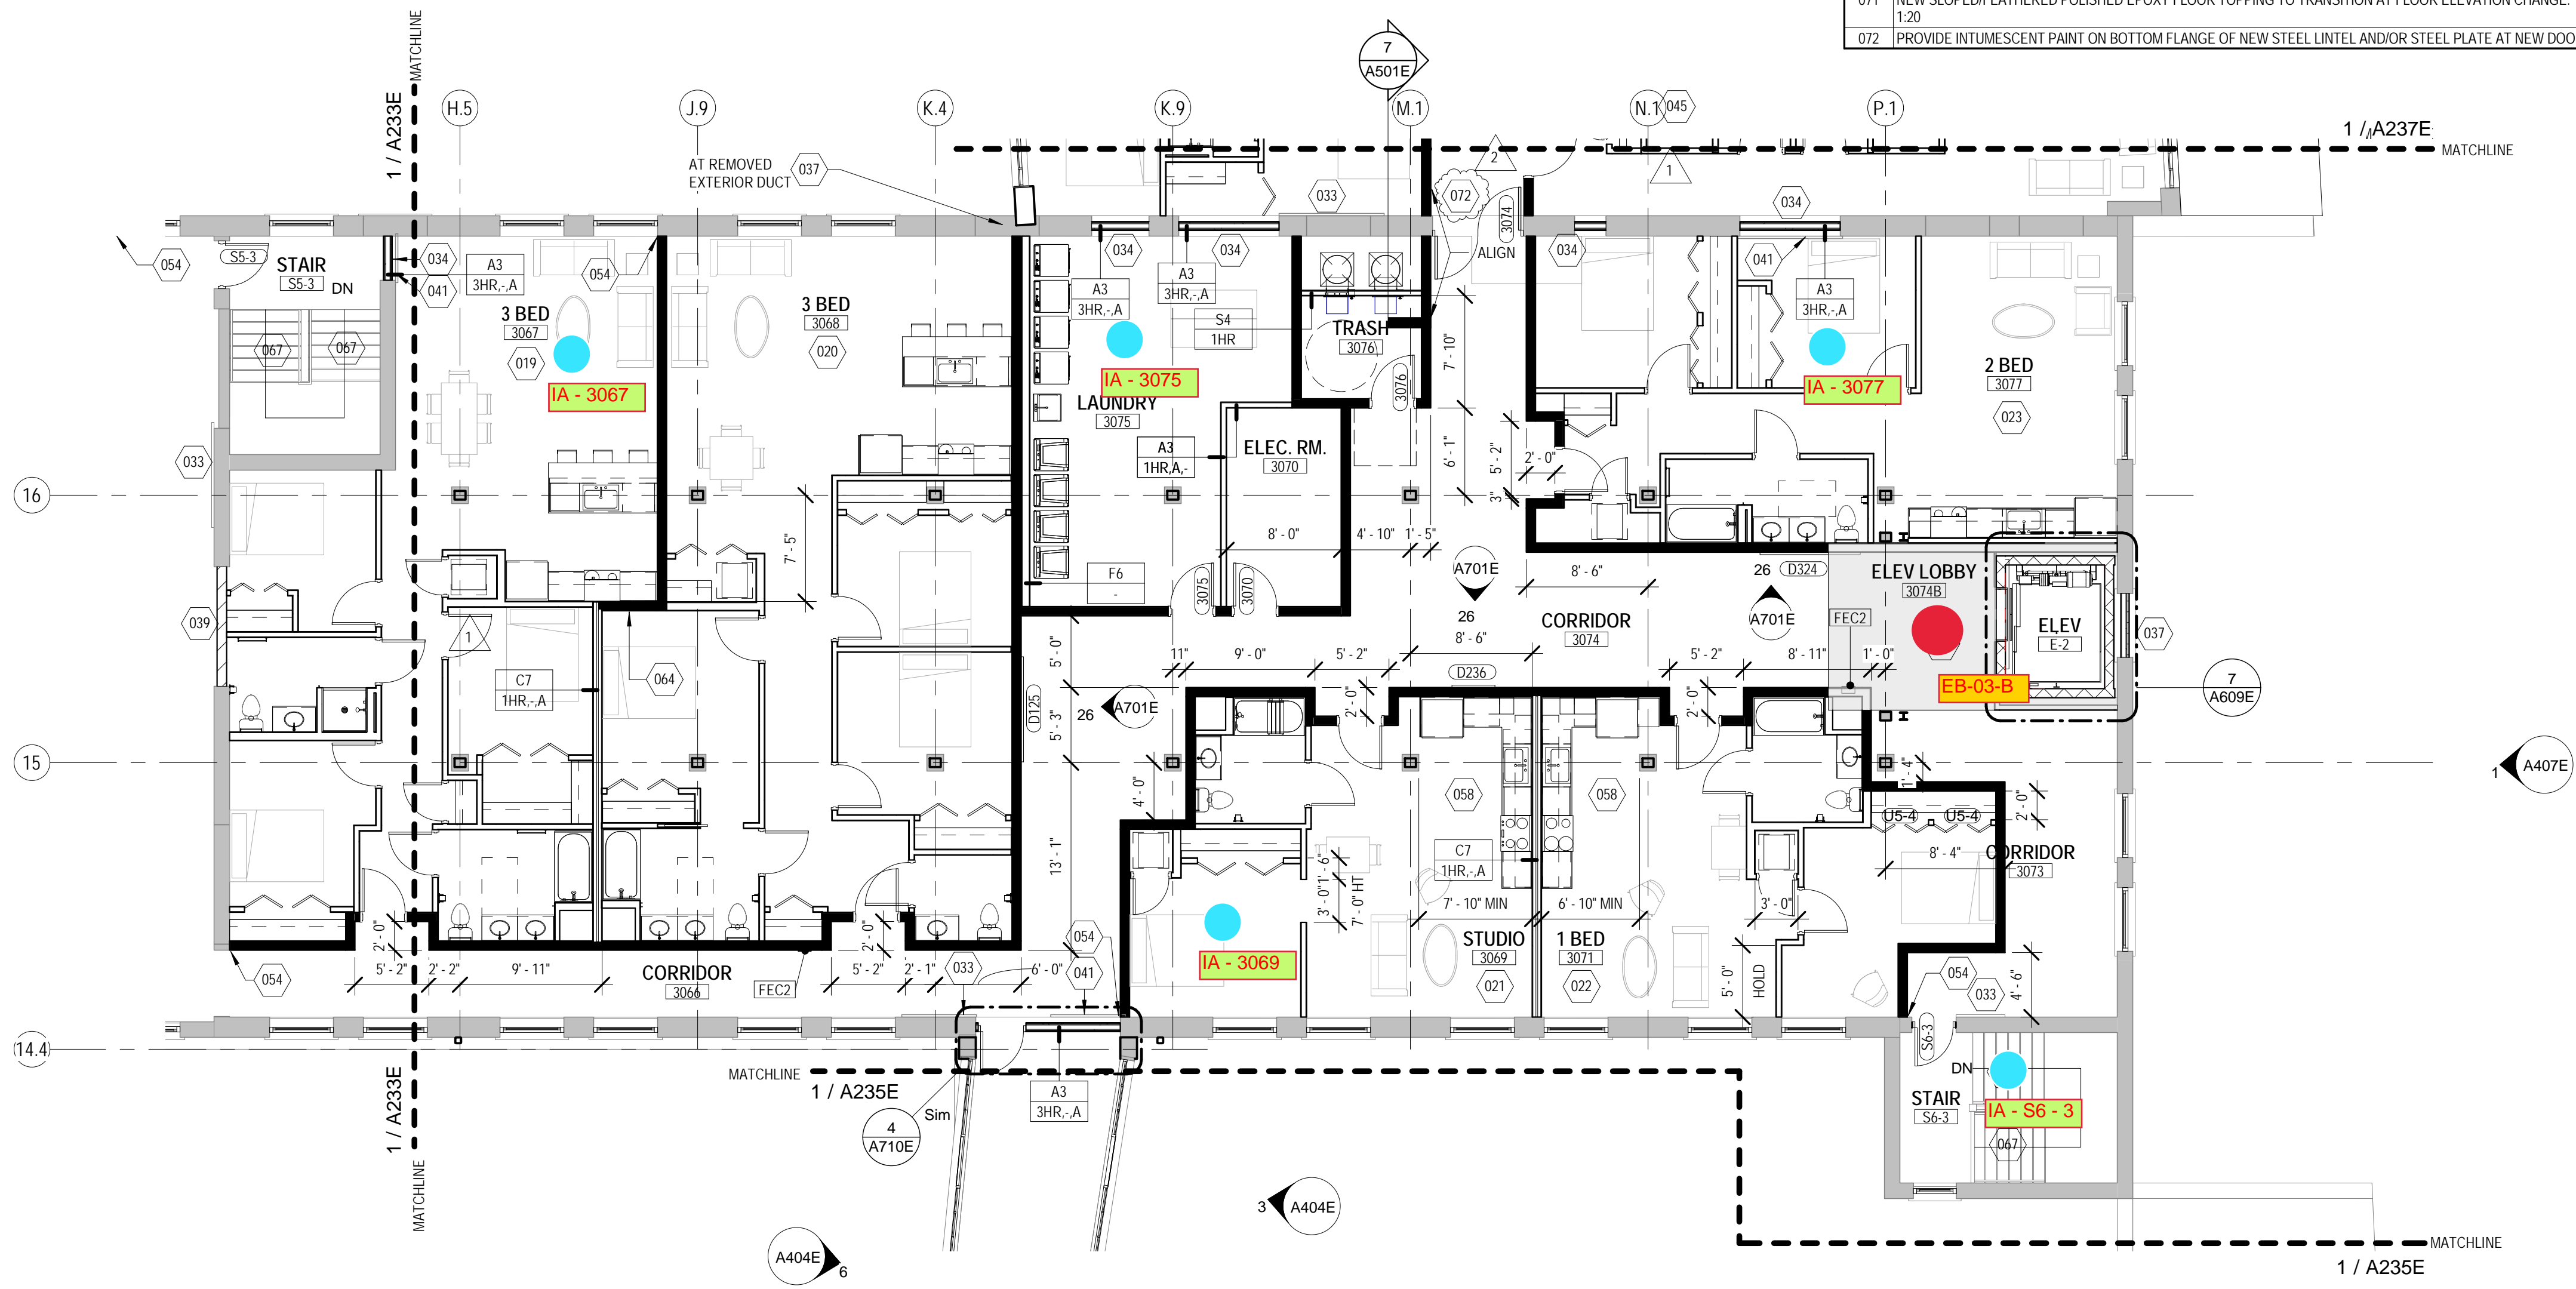 071 NEW SLOPED/FEATHERED POLISHED EPOXY FLOOR TOPPING TO TRANSITION AT FLOOR ELEVATION CHANGE.
1:20
072 PROVIDE INTUMESCENT PAINT ON BOTTOM FLANGE OF NEW STEEL LINTEL AND/OR STEEL PLATE AT NEW DOO
MATCHLINE
1 / A233E
7
A501E
H.5
J.9
K.4
K.9
M.1
N.1
045
P.1
1 / A237E
MATCHLINE
AT REMOVED
EXTERIOR DUCT
037
033
2
072
1
034
3074
ALIGN
054
S5-3
STAIR
S5-3
DN
034
041
A3
3HR,-,A
054
3 BED
3067
019
IA - 3067
067
067
3 BED
3068
020
034
A3
3HR,-,A
034
A3
3HR,-,A
S4
1HR
IA - 3075
LAUNDRY
3075
TRASH
3076
3076
7' - 10"
034
041
A3
3HR,-,A
IA - 3077
2 BED
3077
023
033
A3
1HR,A,-
ELEC. RM.
3070
6' - 1"
5' - 2"
2' - 0"
3"
16
7' - 5"
8' - 0"
4' - 10"
1' - 5"
F6
-
3075
3070
A701E
26
8' - 6"
26
D324
A701E
ELEV LOBBY
3074B
FEC2
ELEV
E-2
037
039
1
CORRIDOR
3074
8' - 6"
11"
9' - 0"
5' - 2"
5' - 2"
8' - 11"
1' - 0"
5' - 0"
C7
1HR,-,A
064
D125
26
A701E
5' - 3"
2' - 0"
D236
2' - 0"
EB-03-B
7
A609E
15
4' - 0"
1' - 4"
1
A407E
058
058
U5-4
U5-4
2' - 0"
13' - 1"
C7
1HR,-,A
1' - 6"
3' - 0"
7' - 0" HT
8' - 4"
CORRIDOR
3073
7' - 10" MIN
6' - 10" MIN
3' - 0"
2' - 0"
2' - 0"
054
IA - 3069
STUDIO
3069
021
1 BED
3071
022
5' - 0"
HOLD
054
033
4' - 6"
054
5' - 2"
2' - 2"
9' - 11"
CORRIDOR
3066
FEC2
5' - 2"
2' - 1"
033
6' - 0"
041
S6-3
14.4
DN
STAIR
S6-3
IA - S6 - 3
067
MATCHLINE
1 / A235E
A3
3HR,-,A
1 / A233E
MATCHLINE
4
A710E
Sim
3
A404E
A404E
6
MATCHLINE
1 / A235E